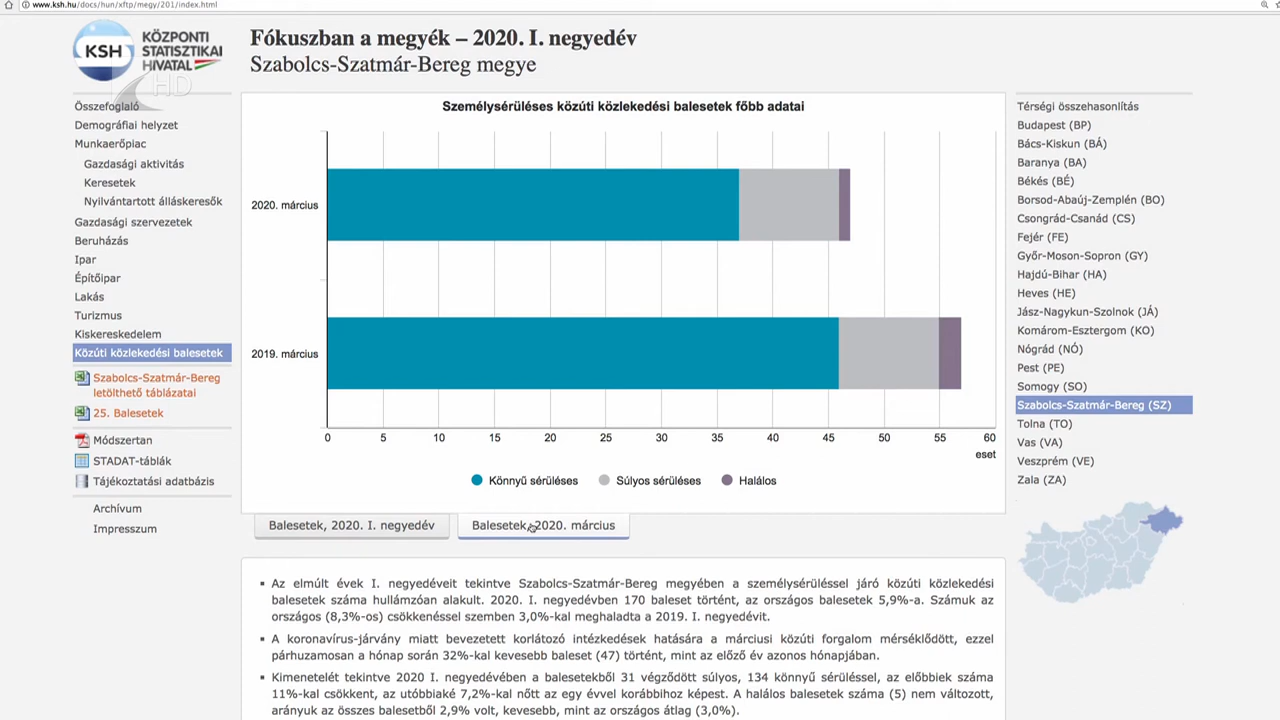 www.ksh.hu/docs/hun/xftp/megy/201/index.html
KSH
KÖZPONTI
STATISZTIKAI
HIVATAL
HD
Fókuszban a megyék – 2020. I. negyedév
Szabolcs-Szatmár-Bereg megye
Összefoglaló
Demográfiai helyzet
Munkaerőpiac
Gazdasági aktivitás
Keresetek
Nyilvántartott álláskeresők
Gazdasági szervezetek
Beruházás
Ipar
Építőipar
Lakás
Turizmus
Kiskereskedelem
Közúti közlekedési balesetek
Szabolcs-Szatmár-Bereg
letölthető táblázatai
25. Balesetek
Módszertan
STADAT-táblák
Tájékoztatási adatbázis
Archívum
Impresszum
Személysérüléses közúti közlekedési balesetek főbb adatai
2020. március
2019. március
0 5 10 15 20 25 30 35 40 45 50 55 60
eset
Könnyű sérüléses Súlyos sérüléses Halálos
Balesetek, 2020. I. negyedév
Balesetek, 2020. március
▪ Az elmúlt évek I. negyedéveit tekintve Szabolcs-Szatmár-Bereg megyében a személysérüléssel járó közúti közlekedési
balesetek száma hullámzóan alakult. 2020. I. negyedévben 170 baleset történt, az országos balesetek 5,9%-a. Számuk az
országos (8,3%-os) csökkenéssel szemben 3,0%-kal meghaladta a 2019. I. negyedévit.
▪ A koronavírus-járvány miatt bevezetett korlátozó intézkedések hatására a márciusi közúti forgalom mérséklődött, ezzel
párhuzamosan a hónap során 32%-kal kevesebb baleset (47) történt, mint az előző év azonos hónapjában.
▪ Kimenetelét tekintve 2020 I. negyedévében a balesetekből 31 végződött súlyos, 134 könnyű sérüléssel, az előbbiek száma
11%-kal csökkent, az utóbbiaké 7,2%-kal nőtt az egy évvel korábbihoz képest. A halálos balesetek száma (5) nem változott,
arányuk az összes balesetből 2,9% volt, kevesebb, mint az országos átlag (3,0%).
Térségi összehasonlítás
Budapest (BP)
Bács-Kiskun (BÁ)
Baranya (BA)
Békés (BÉ)
Borsod-Abaúj-Zemplén (BO)
Csongrád-Csanád (CS)
Fejér (FE)
Győr-Moson-Sopron (GY)
Hajdú-Bihar (HA)
Heves (HE)
Jász-Nagykun-Szolnok (JÁ)
Komárom-Esztergom (KO)
Nógrád (NÓ)
Pest (PE)
Somogy (SO)
Szabolcs-Szatmár-Bereg (SZ)
Tolna (TO)
Vas (VA)
Veszprém (VE)
Zala (ZA)